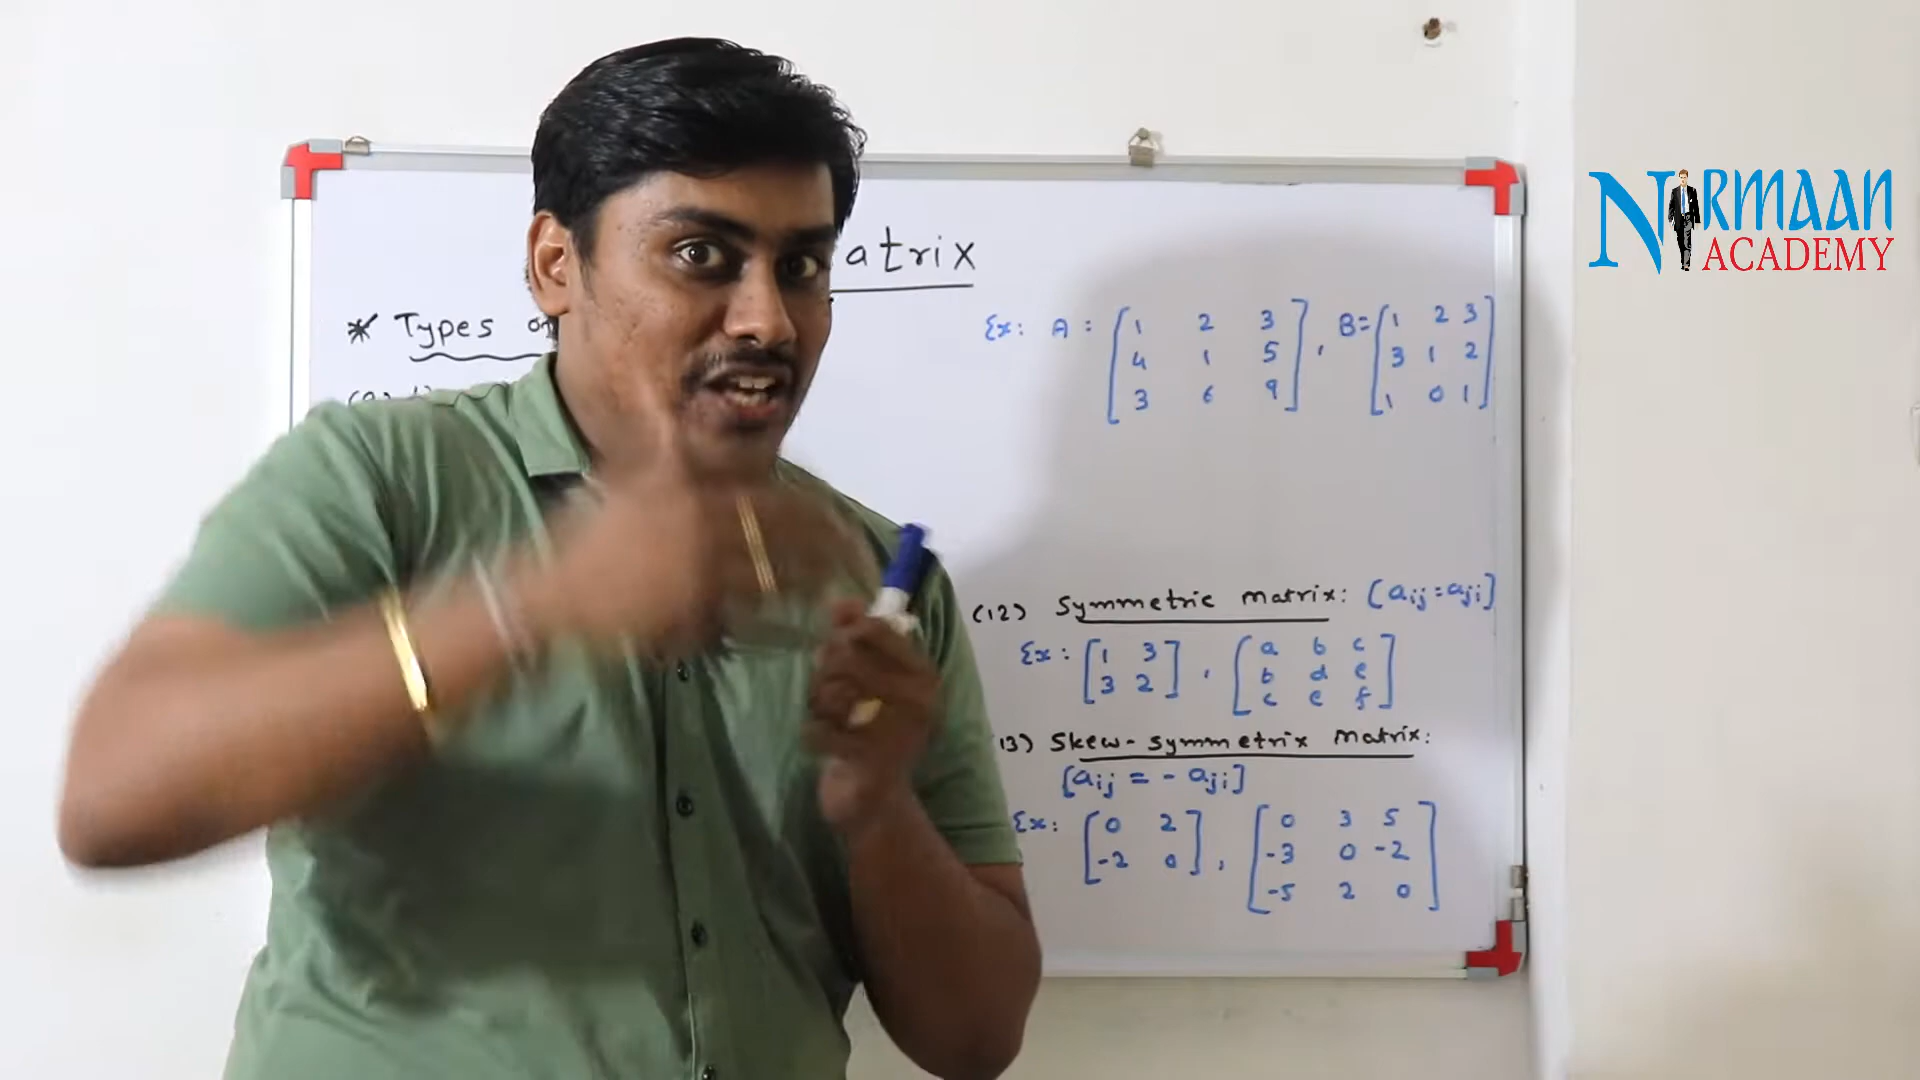 atrix
* Types of
Ex: A = [1 2 3
4 1 5
3 6 9], B = [1 2 3
3 1 2
1 0 1]
(12) Symmetric matrix: [aij = aji]
Ex: [1 3
3 2], [a b c
b d e
c e f]
13) Skew-symmetrix matrix:
[aij = - aji]
Ex: [0 2
-2 0], [0 3 5
-3 0 -2
-5 2 0]
NIRMAAN
ACADEMY